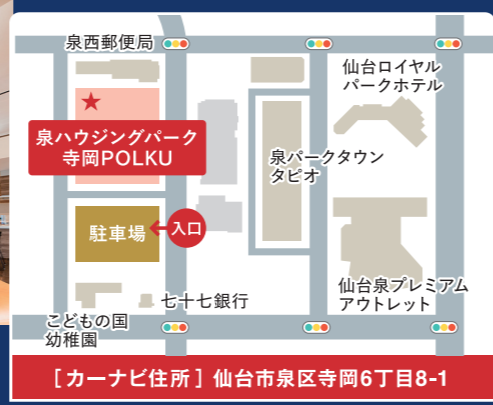 泉西郵便局
仙台ロイヤル
パークホテル
★
泉ハウジングパーク
寺岡POLKU
泉パークタウン
タピオ
駐車場
入口
七十七銀行
仙台泉プレミアム
アウトレット
こどもの国
幼稚園
[カーナビ住所] 仙台市泉区寺岡6丁目8-1